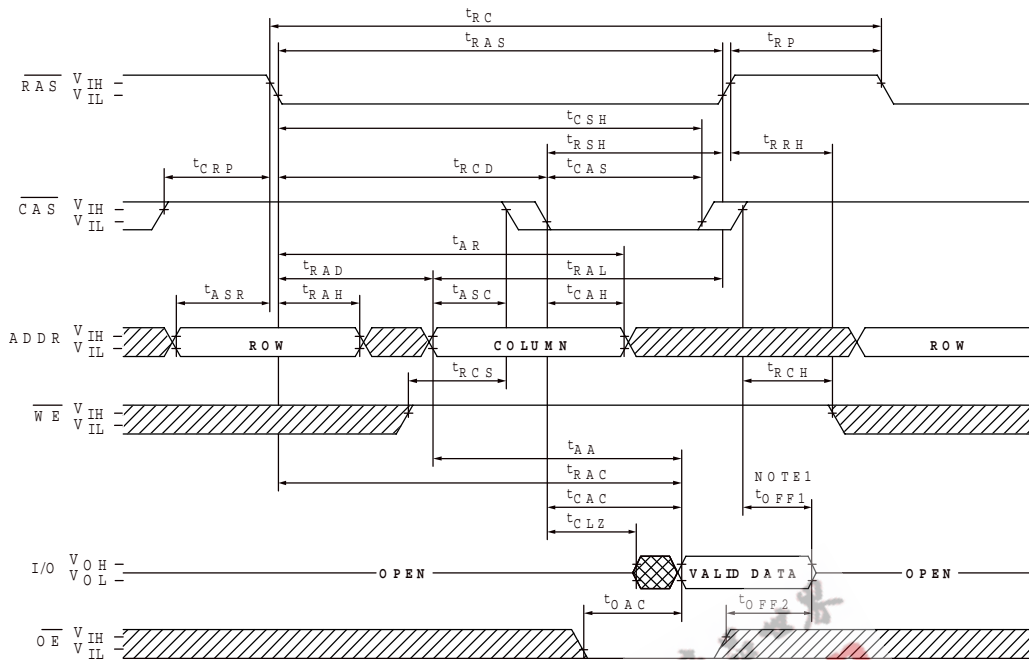 tRC
tRAS tRP
RAS VIH
VIL
tCSH
tRSH tRRH
tCRP tRCD tCAS
CAS VIH
VIL
tAR
tRAD tRAL
tASR tRAH tASC tCAH
ADDR VIH
VIL
ROW COLUMN ROW
tRCS tRCH
WE VIH
VIL
tAA
tRAC NOTE1
tCAC tOFF1
tCLZ
I/O VOH
VOL
OPEN VALID DATA OPEN
tOAC tOFF2
OE VIH
VIL